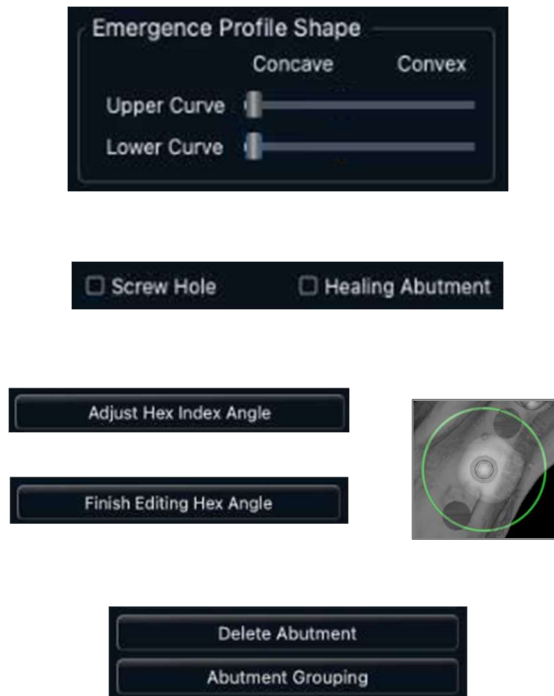 Emergence Profile Shape
Concave Convex
Upper Curve
Lower Curve
Screw Hole Healing Abutment
Adjust Hex Index Angle
Finish Editing Hex Angle
Delete Abutment
Abutment Grouping